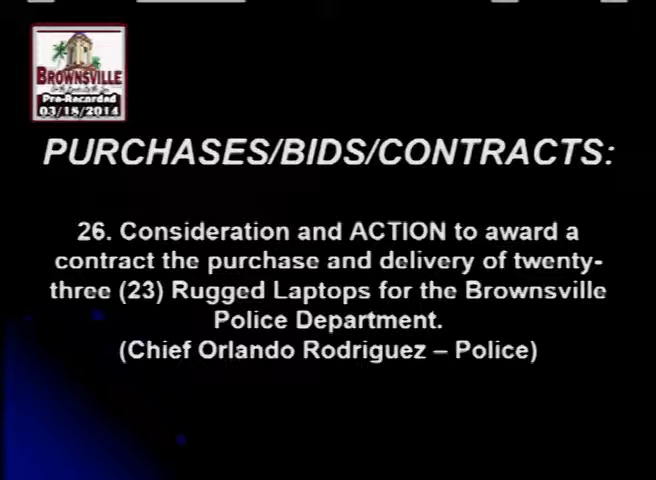 BROWNSVILLE
Pre-Recorded
03/18/2014
PURCHASES/BIDS/CONTRACTS:
26. Consideration and ACTION to award a
contract the purchase and delivery of twenty-
three (23) Rugged Laptops for the Brownsville
Police Department.
(Chief Orlando Rodriguez – Police)